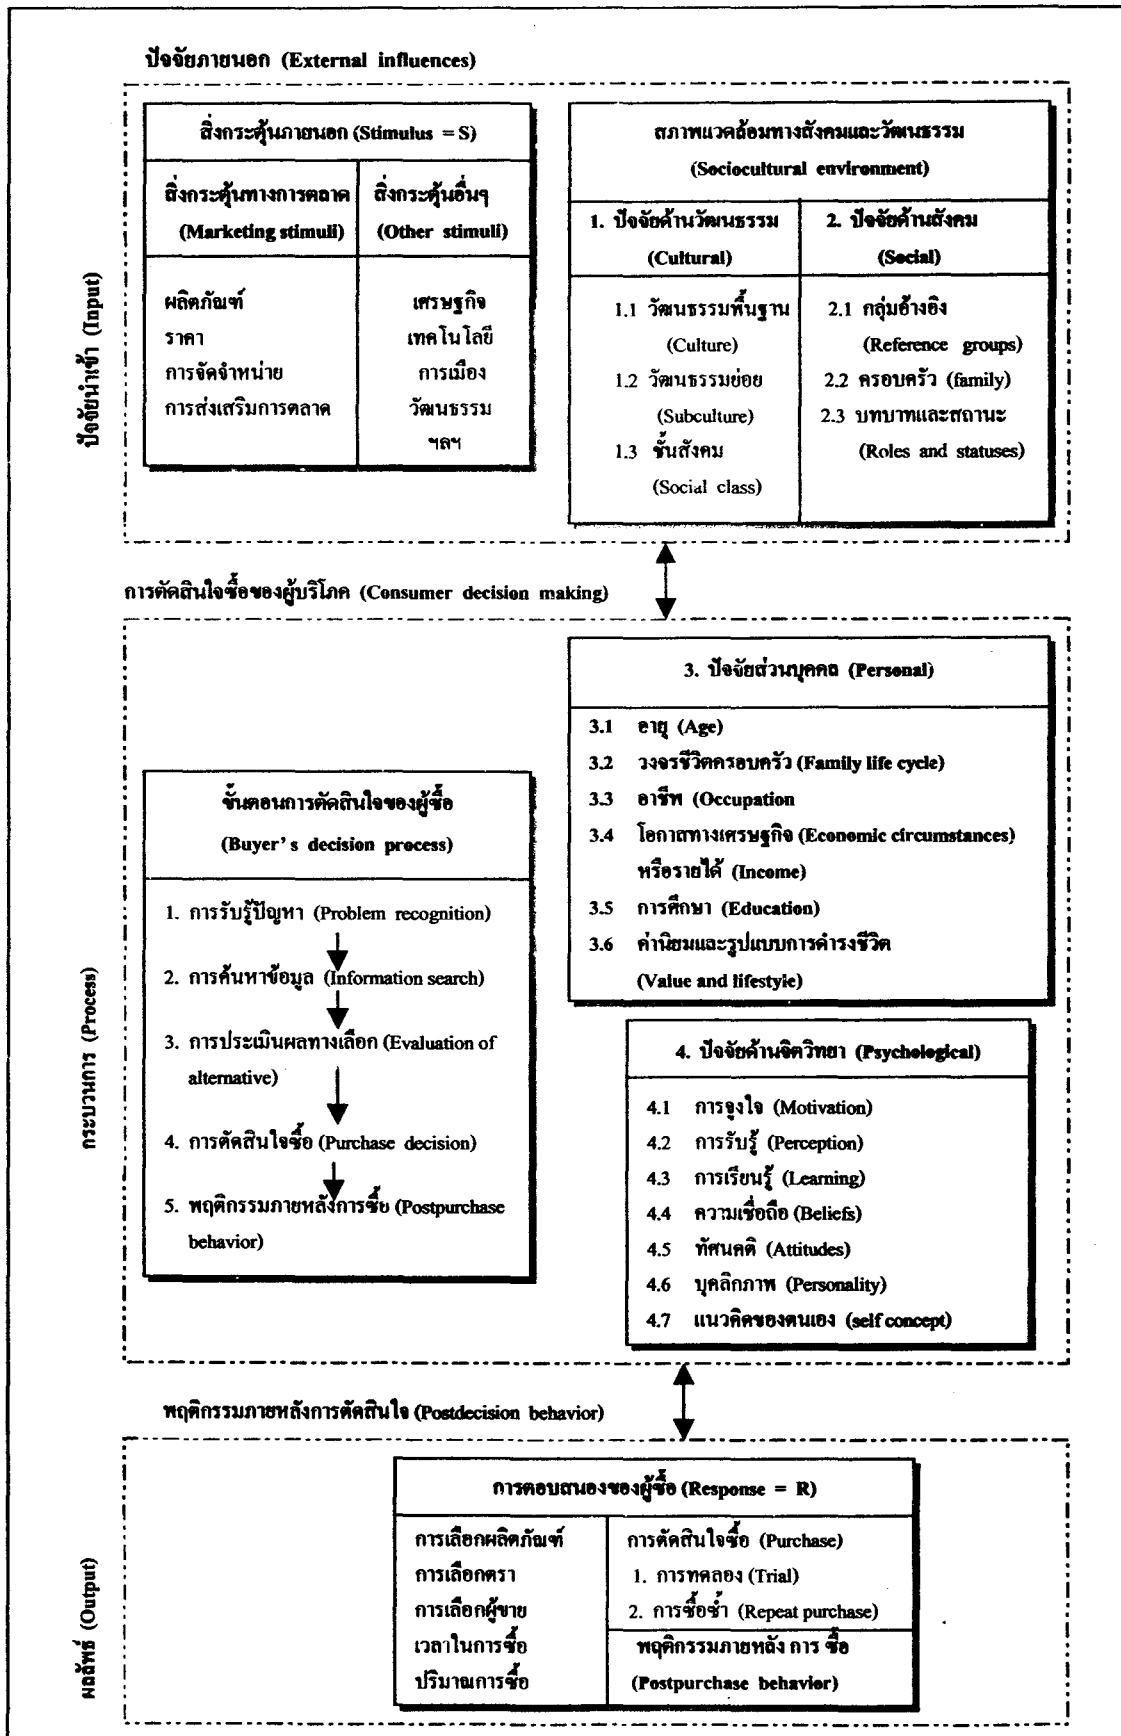 ปัจจัยภายนอก (External influences)
สิ่งกระตุ้นภายนอก (Stimulus = S)
สิ่งกระตุ้นทางการตลาด
(Marketing stimuli)
สิ่งกระตุ้นอื่นๆ
(Other stimuli)
ผลิตภัณฑ์
ราคา
การจัดจำหน่าย
การส่งเสริมการตลาด
เศรษฐกิจ
เทคโนโลยี
การเมือง
วัฒนธรรม
ฯลฯ
สภาพแวดล้อมทางสังคมและวัฒนธรรม
(Sociocultural environment)
1. ปัจจัยด้านวัฒนธรรม
(Cultural)
2. ปัจจัยด้านสังคม
(Social)
1.1 วัฒนธรรมพื้นฐาน
(Culture)
1.2 วัฒนธรรมย่อย
(Subculture)
1.3 ชั้นสังคม
(Social class)
2.1 กลุ่มอ้างอิง
(Reference groups)
2.2 ครอบครัว (family)
2.3 บทบาทและสถานะ
(Roles and statuses)
ปัจจัยนำเข้า (Input)
การตัดสินใจซื้อของผู้บริโภค (Consumer decision making)
ขั้นตอนการตัดสินใจของผู้ซื้อ
(Buyer's decision process)
1. การรับรู้ปัญหา (Problem recognition)
2. การค้นหาข้อมูล (Information search)
3. การประเมินผลทางเลือก (Evaluation of
alternative)
4. การตัดสินใจซื้อ (Purchase decision)
5. พฤติกรรมภายหลังการซื้อ (Postpurchase
behavior)
3. ปัจจัยส่วนบุคคล (Personal)
3.1 อายุ (Age)
3.2 วงจรชีวิตครอบครัว (Family life cycle)
3.3 อาชีพ (Occupation
3.4 โอกาสทางเศรษฐกิจ (Economic circumstances)
หรือรายได้ (Income)
3.5 การศึกษา (Education)
3.6 ค่านิยมและรูปแบบการดำรงชีวิต
(Value and lifestyle)
4. ปัจจัยด้านจิตวิทยา (Psychological)
4.1 การจูงใจ (Motivation)
4.2 การรับรู้ (Perception)
4.3 การเรียนรู้ (Learning)
4.4 ความเชื่อถือ (Beliefs)
4.5 ทัศนคติ (Attitudes)
4.6 บุคลิกภาพ (Personality)
4.7 แนวคิดของตนเอง (self concept)
กระบวนการ (Process)
พฤติกรรมภายหลังการตัดสินใจ (Postdecision behavior)
การตอบสนองของผู้ซื้อ (Response = R)
การเลือกผลิตภัณฑ์
การเลือกตรา
การเลือกผู้ขาย
เวลาในการซื้อ
ปริมาณการซื้อ
การตัดสินใจซื้อ (Purchase)
1. การทดลอง (Trial)
2. การซื้อซ้ำ (Repeat purchase)
พฤติกรรมภายหลัง การ ซื้อ
(Postpurchase behavior)
ผลลัพธ์ (Output)